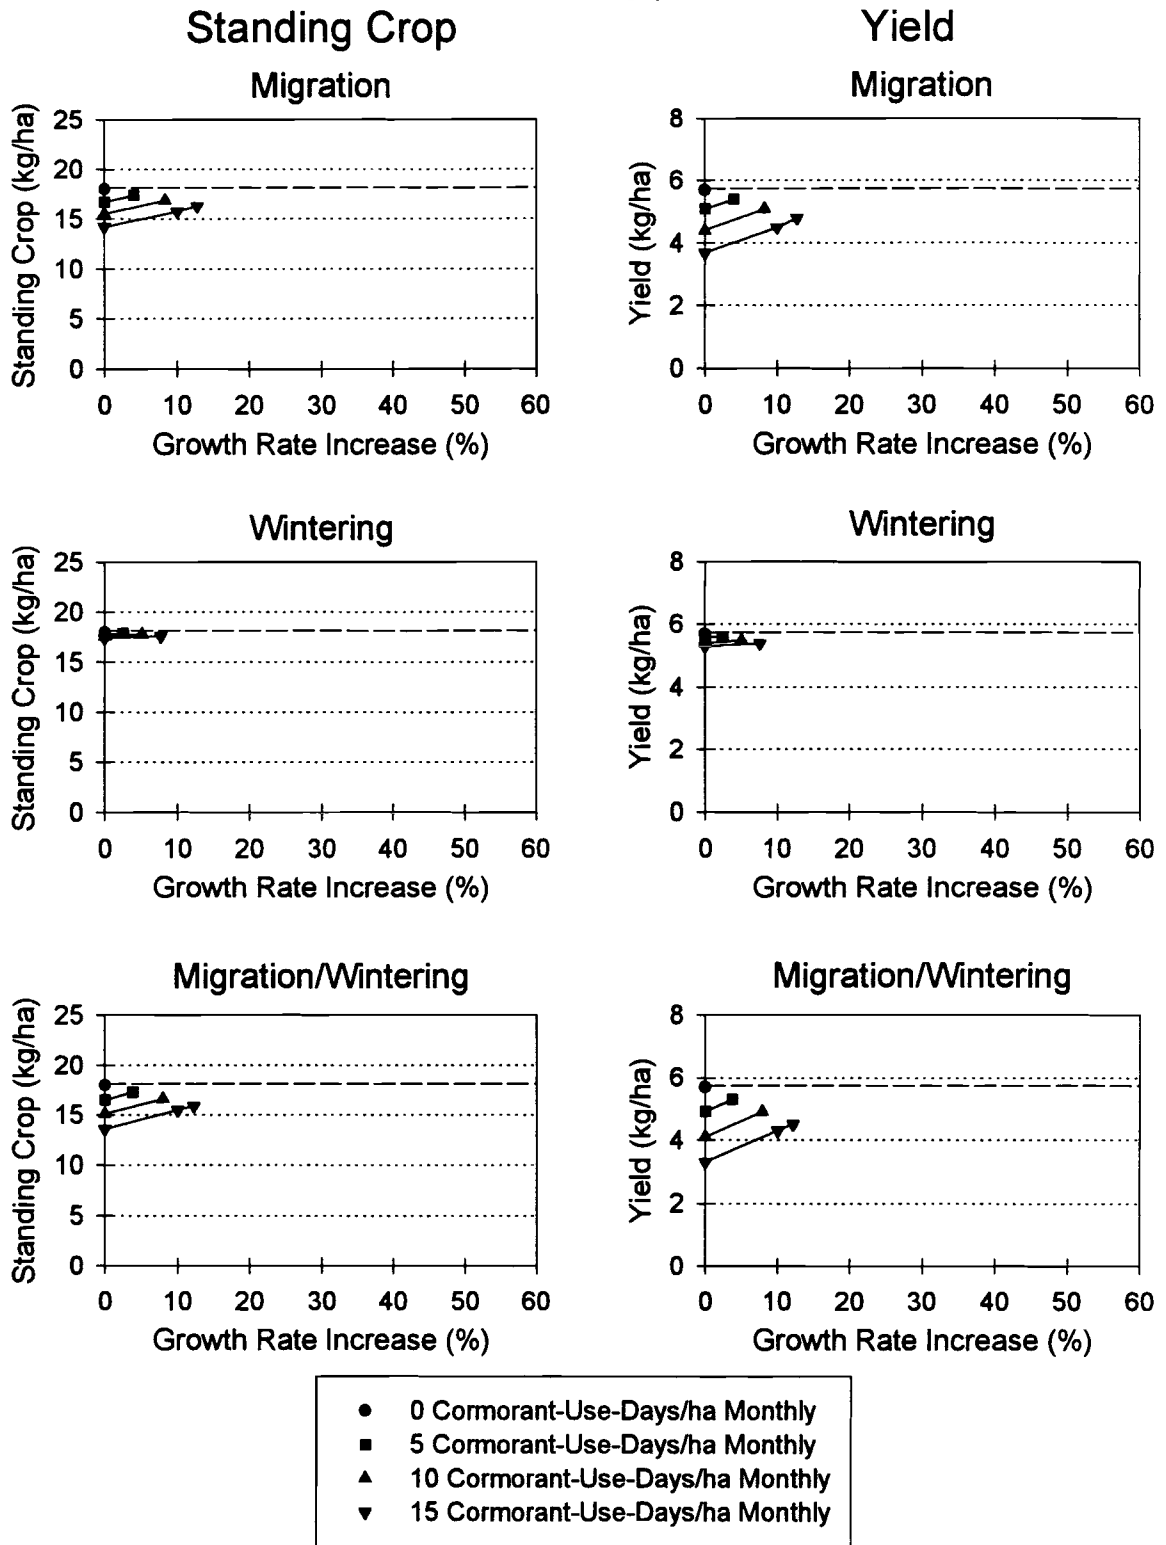 Standing Crop Yield
Migration Migration
Standing Crop (kg/ha)
25
20
15
10
5
0
0 10 20 30 40 50 60
Growth Rate Increase (%)
Yield (kg/ha)
8
6
4
2
0
0 10 20 30 40 50 60
Growth Rate Increase (%)
Wintering Wintering
Standing Crop (kg/ha)
25
20
15
10
5
0
0 10 20 30 40 50 60
Growth Rate Increase (%)
Yield (kg/ha)
8
6
4
2
0
0 10 20 30 40 50 60
Growth Rate Increase (%)
Migration/Wintering Migration/Wintering
Standing Crop (kg/ha)
25
20
15
10
5
0
0 10 20 30 40 50 60
Growth Rate Increase (%)
Yield (kg/ha)
8
6
4
2
0
0 10 20 30 40 50 60
Growth Rate Increase (%)
0 Cormorant-Use-Days/ha Monthly
5 Cormorant-Use-Days/ha Monthly
10 Cormorant-Use-Days/ha Monthly
15 Cormorant-Use-Days/ha Monthly